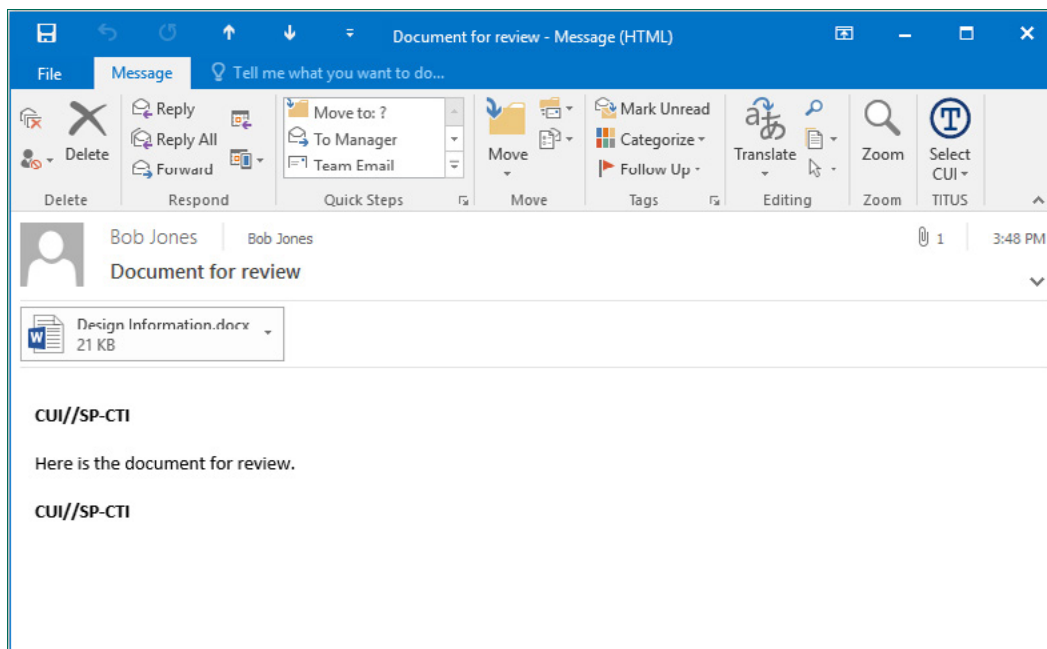 Document for review - Message (HTML)
File Message Tell me what you want to do...
Delete
Reply
Reply All
Forward
Move to: ?
To Manager
Team Email
Move
Mark Unread
Categorize
Follow Up
Translate
Zoom
Select
CUI
Delete Respond Quick Steps Move Tags Editing Zoom TITUS
Bob Jones Bob Jones 1 3:48 PM
Document for review
Design Information.docx
21 KB
CUI//SP-CTI
Here is the document for review.
CUI//SP-CTI